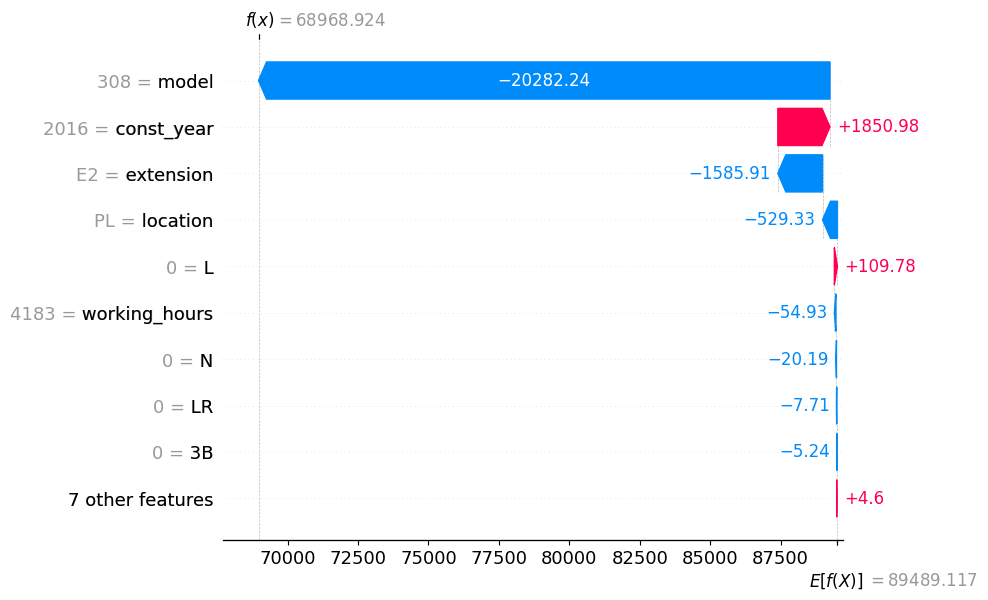 f(x) = 68968.924
308 = model
−20282.24
2016 = const_year
+1850.98
E2 = extension
−1585.91
PL = location
−529.33
0 = L
+109.78
4183 = working_hours
−54.93
0 = N
−20.19
0 = LR
−7.71
0 = 3B
−5.24
7 other features
+4.6
70000 72500 75000 77500 80000 82500 85000 87500
E[f(X)] = 89489.117